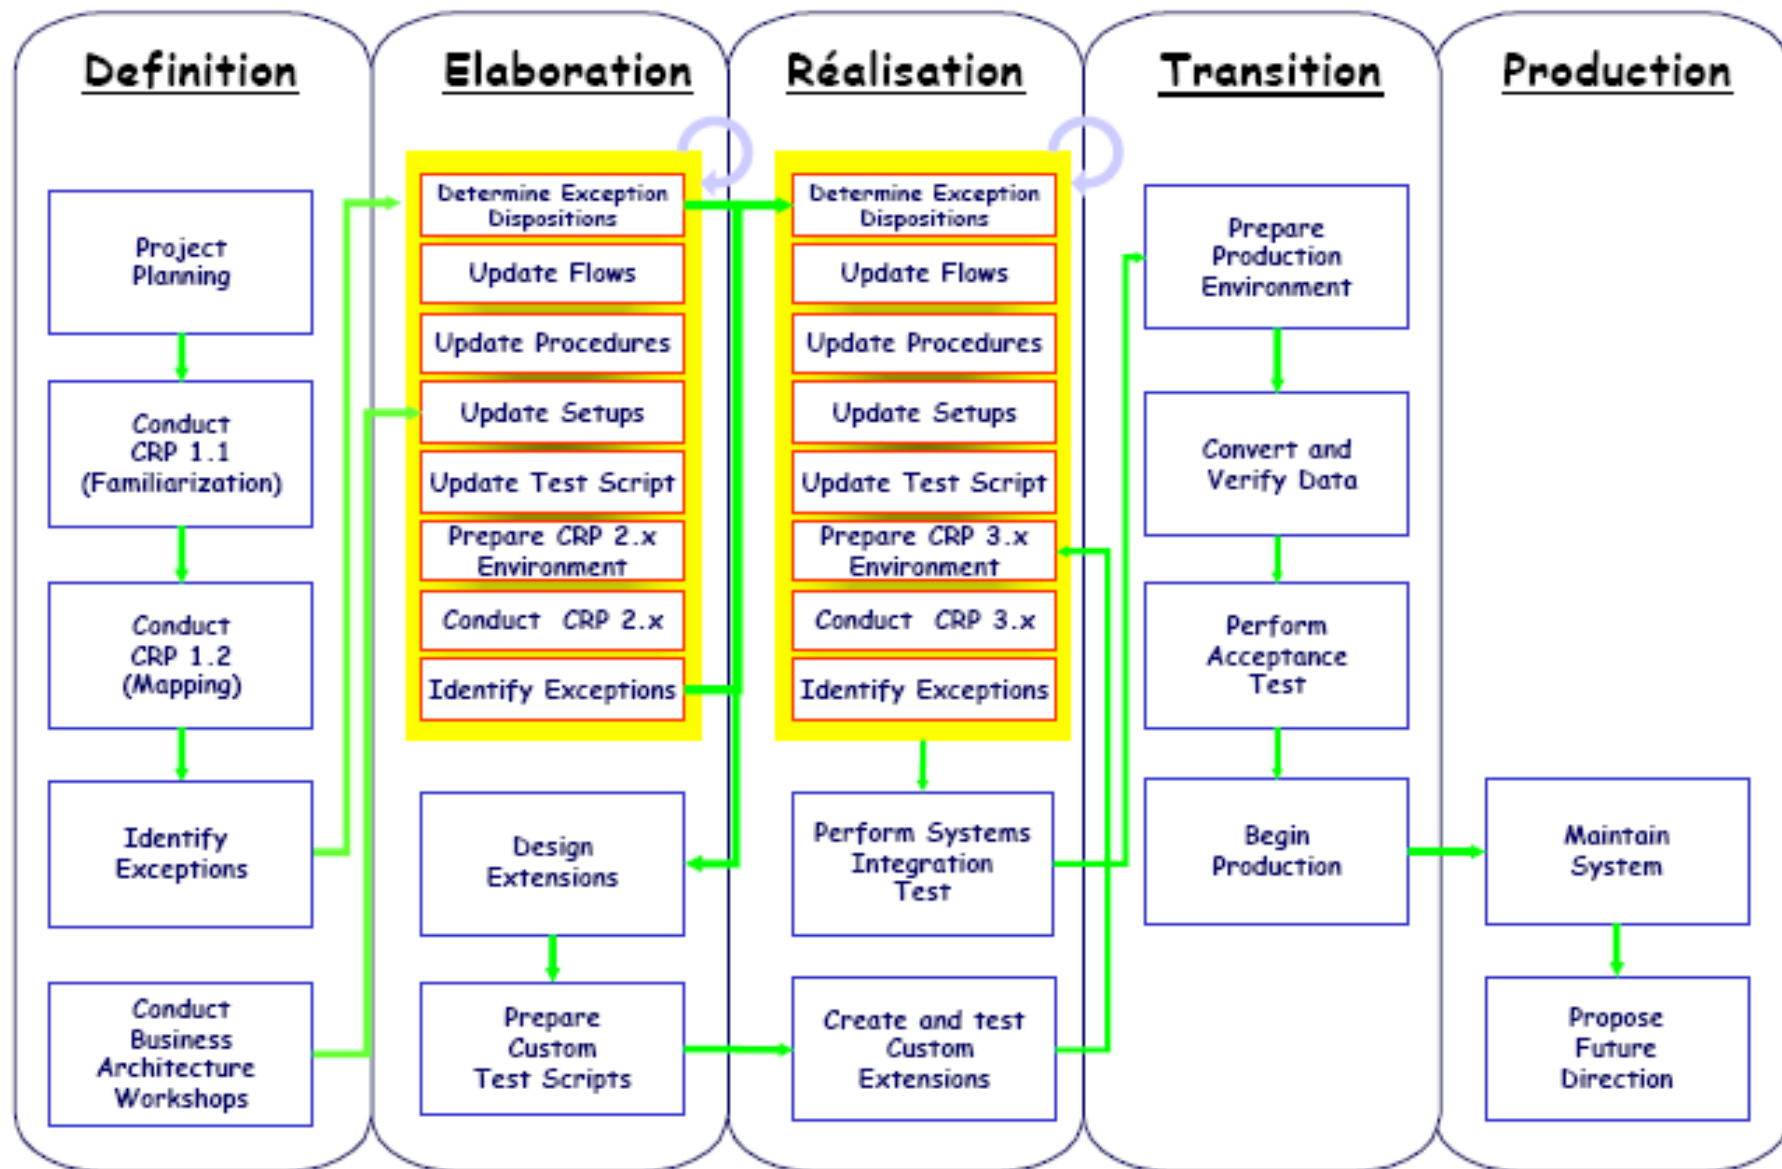 Definition
Elaboration
Réalisation
Transition
Production
Project
Planning
Conduct
CRP 1.1
(Familiarization)
Conduct
CRP 1.2
(Mapping)
Identify
Exceptions
Conduct
Business
Architecture
Workshops
Determine Exception
Dispositions
Update Flows
Update Procedures
Update Setups
Update Test Script
Prepare CRP 2.x
Environment
Conduct CRP 2.x
Identify Exceptions
Design
Extensions
Prepare
Custom
Test Scripts
Determine Exception
Dispositions
Update Flows
Update Procedures
Update Setups
Update Test Script
Prepare CRP 3.x
Environment
Conduct CRP 3.x
Identify Exceptions
Perform Systems
Integration
Test
Create and test
Custom
Extensions
Prepare
Production
Environment
Convert and
Verify Data
Perform
Acceptance
Test
Begin
Production
Maintain
System
Propose
Future
Direction